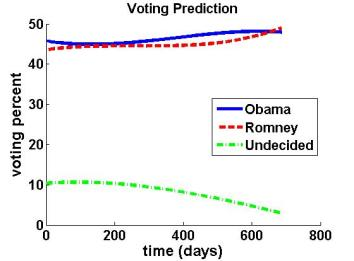 Voting Prediction
50
40
30
20
10
0
voting percent
Obama
Romney
Undecided
0 200 400 600 800
time (days)